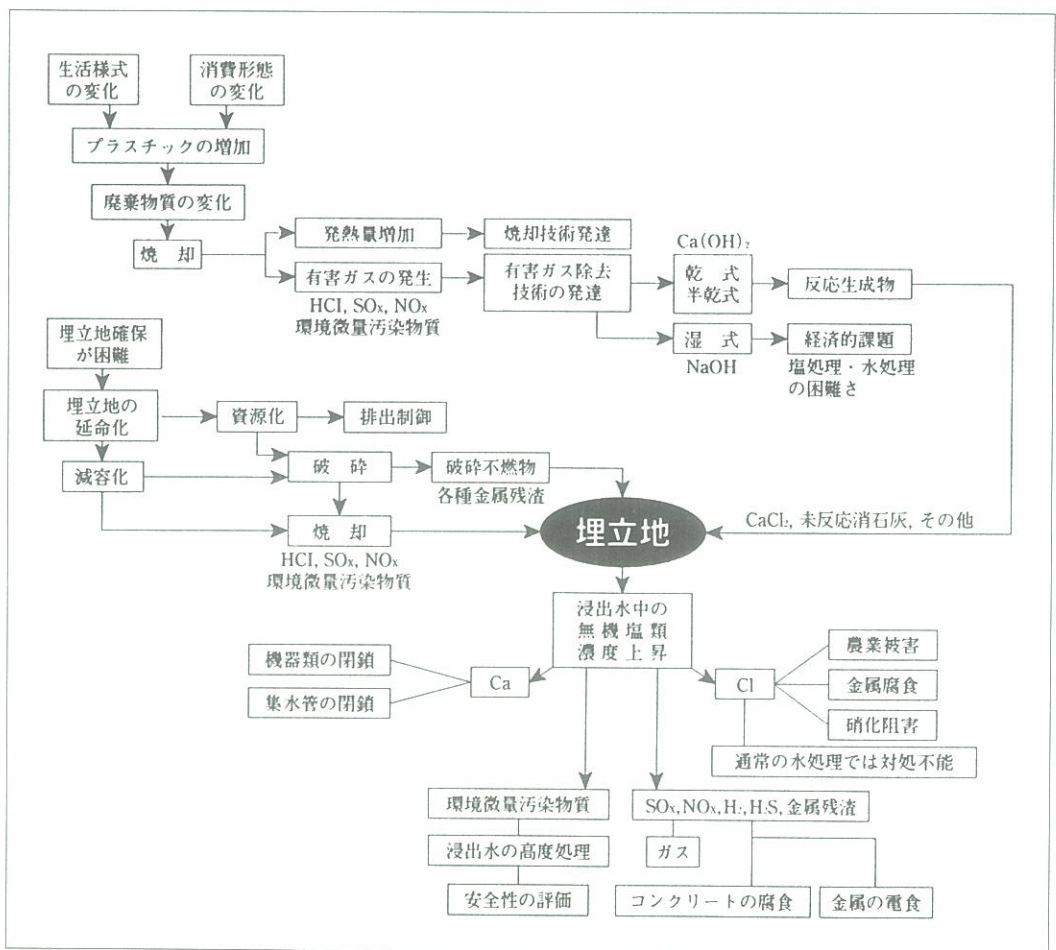 生活様式
の変化
消費形態
の変化
プラスチックの増加
廃棄物質の変化
焼 却
発熱量増加
焼却技術発達
有害ガスの発生
HCl, SOx, NOx
環境微量汚染物質
有害ガス除去
技術の発達
Ca(OH)₂
乾 式
半乾式
反応生成物
湿 式
NaOH
経済的課題
塩処理・水処理
の困難さ
埋立地確保
が困難
埋立地の
延命化
資源化
排出制御
減容化
破 砕
破砕不燃物
各種金属残渣
焼 却
HCl, SOx, NOx
環境微量汚染物質
埋立地
CaCl₂, 未反応消石灰, その他
浸出水中の
無機塩類
濃度上昇
機器類の閉鎖
集水管の閉鎖
Ca
Cl
農業被害
金属腐食
硝化阻害
通常の水処理では対処不能
環境微量汚染物質
浸出水の高度処理
安全性の評価
SOx, NOx, H₂, H₂S, 金属残渣
ガス
コンクリートの腐食
金属の電食